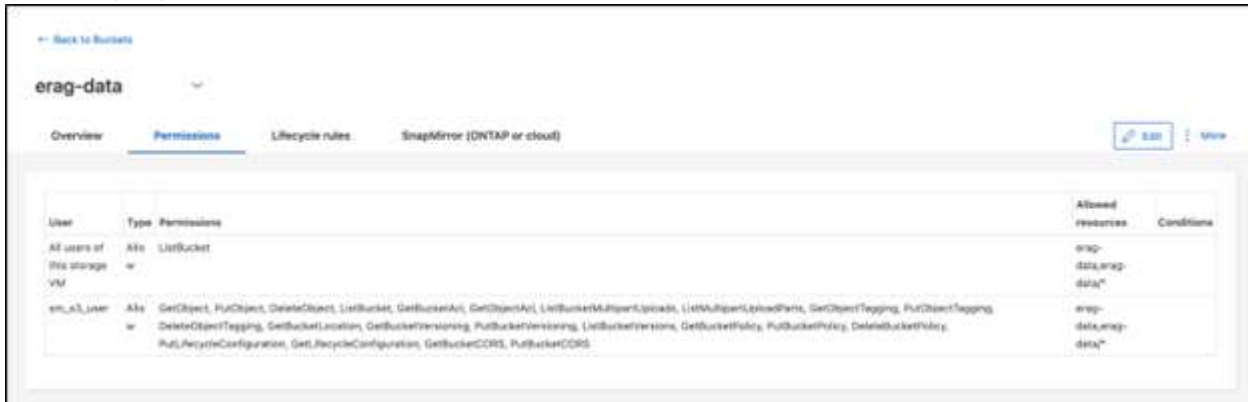 ← Back to Buckets
erag-data
Overview Permissions Lifecycle rules SnapMirror (ONTAP or cloud) Edit More
User Type Permissions Allowed resources Conditions
All users of this storage VM Allow ListBucket erag-data,erag-data/*
sm_s3_user Allow GetObject, PutObject, DeleteObject, ListBucket, GetBucketAcl, GetObjectAcl, ListBucketMultipartUploads, ListMultipartUploadParts, GetObjectTagging, PutObjectTagging, erag-data,erag-data/*
DeleteObjectTagging, GetBucketLocation, GetBucketVersioning, PutBucketVersioning, ListBucketVersions, GetBucketPolicy, PutBucketPolicy, DeleteBucketPolicy,
PutLifecycleConfiguration, GetLifecycleConfiguration, GetBucketCORS, PutBucketCORS